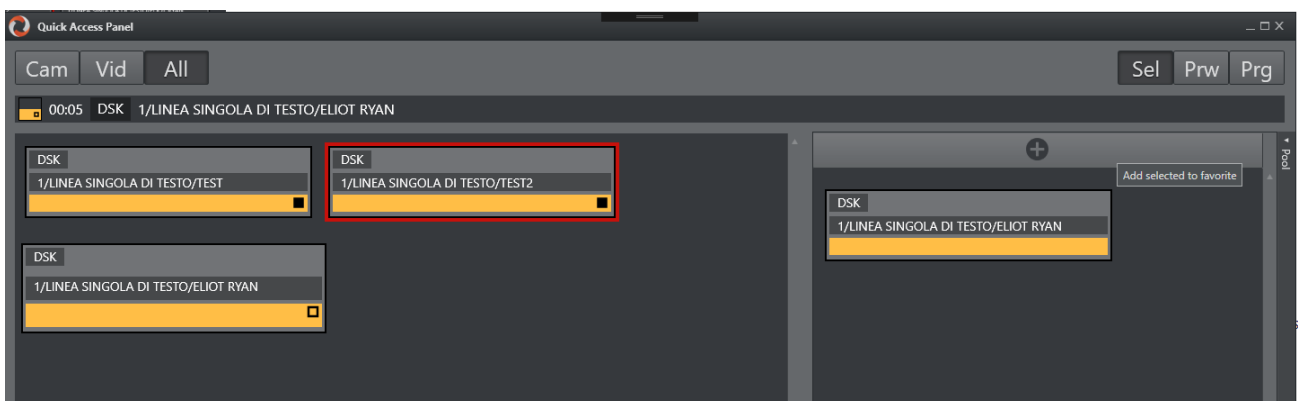 Quick Access Panel
Cam Vid All
Sel Prw Prg
00:05 DSK 1/LINEA SINGOLA DI TESTO/ELIOT RYAN
DSK
1/LINEA SINGOLA DI TESTO/TEST
DSK
1/LINEA SINGOLA DI TESTO/TEST2
DSK
1/LINEA SINGOLA DI TESTO/ELIOT RYAN
Pool
Add selected to favorite
DSK
1/LINEA SINGOLA DI TESTO/ELIOT RYAN